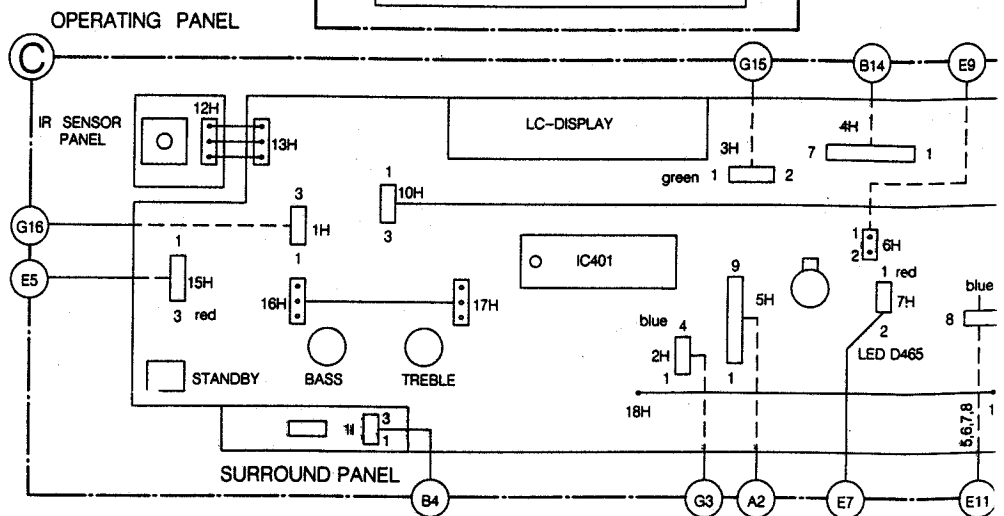 OPERATING PANEL
C
G15
B14
E9
IR SENSOR
PANEL
12H
13H
LC-DISPLAY
3H
green 1 2
4H
7 1
1
10H
3
3
1H
1
G16
E5
1
15H
3 red
16H
17H
IC401
9
5H
1
1
2
6H
1 red
7H
2
LED D465
blue
8
blue
4
2H
1
STANDBY
BASS
TREBLE
18H
1
5,6,7,8
3
1
SURROUND PANEL
B4
G3
A2
E7
E11